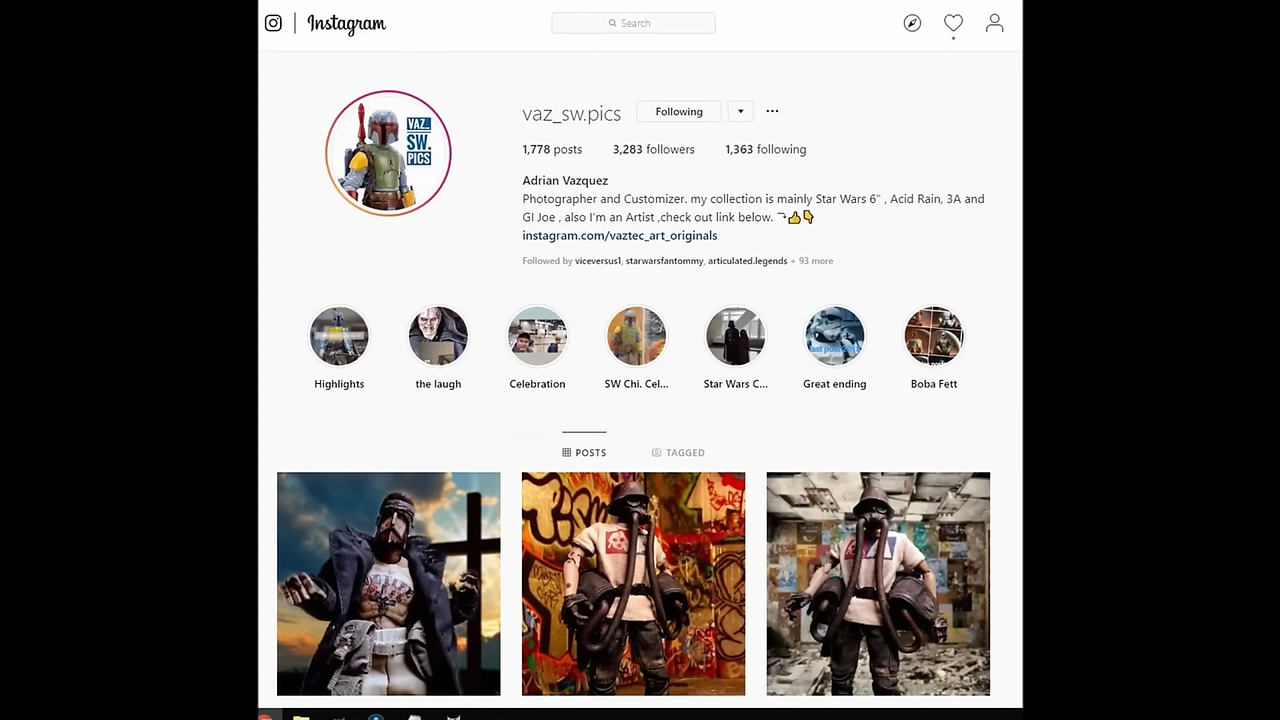 Instagram
Search
vaz_sw.pics Following
1,778 posts 3,283 followers 1,363 following
Adrian Vazquez
Photographer and Customizer. my collection is mainly Star Wars 6" , Acid Rain, 3A and
GI Joe , also I'm an Artist ,check out link below. ⤵👍👇
instagram.com/vaztec_art_originals
Followed by viceversus1, starwarsfantommy, articulated.legends + 93 more
VAZ_
SW.
PICS
Highlights
the laugh
Celebration
SW Chi. Cel...
Star Wars C...
Great ending
Boba Fett
POSTS TAGGED